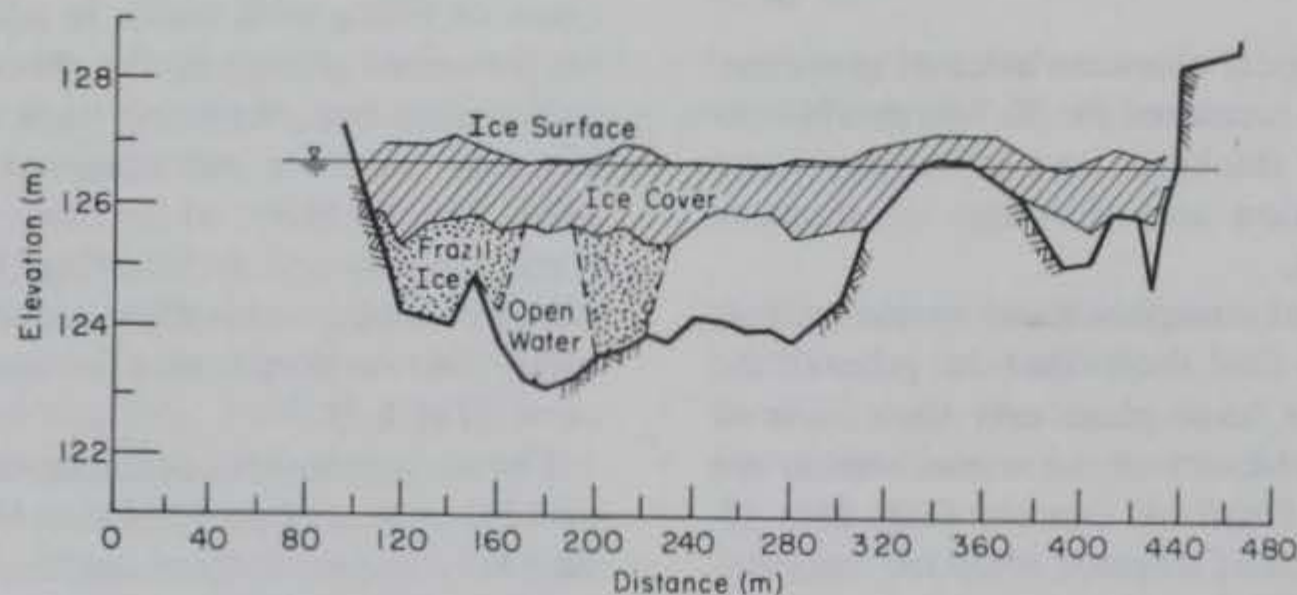 128
Ice Surface
126
Ice Cover
Frazil
Ice
Open
Water
124
122
Elevation (m)
0 40 80 120 160 200 240 280 320 360 400 440 480
Distance (m)